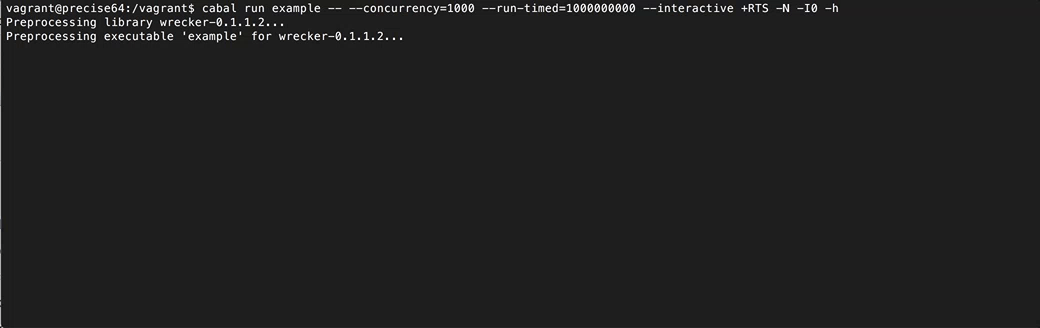 vagrant@precise64:/vagrant$ cabal run example -- --concurrency=1000 --run-timed=1000000000 --interactive +RTS -N -I0 -h
Preprocessing library wrecker-0.1.1.2...
Preprocessing executable 'example' for wrecker-0.1.1.2...